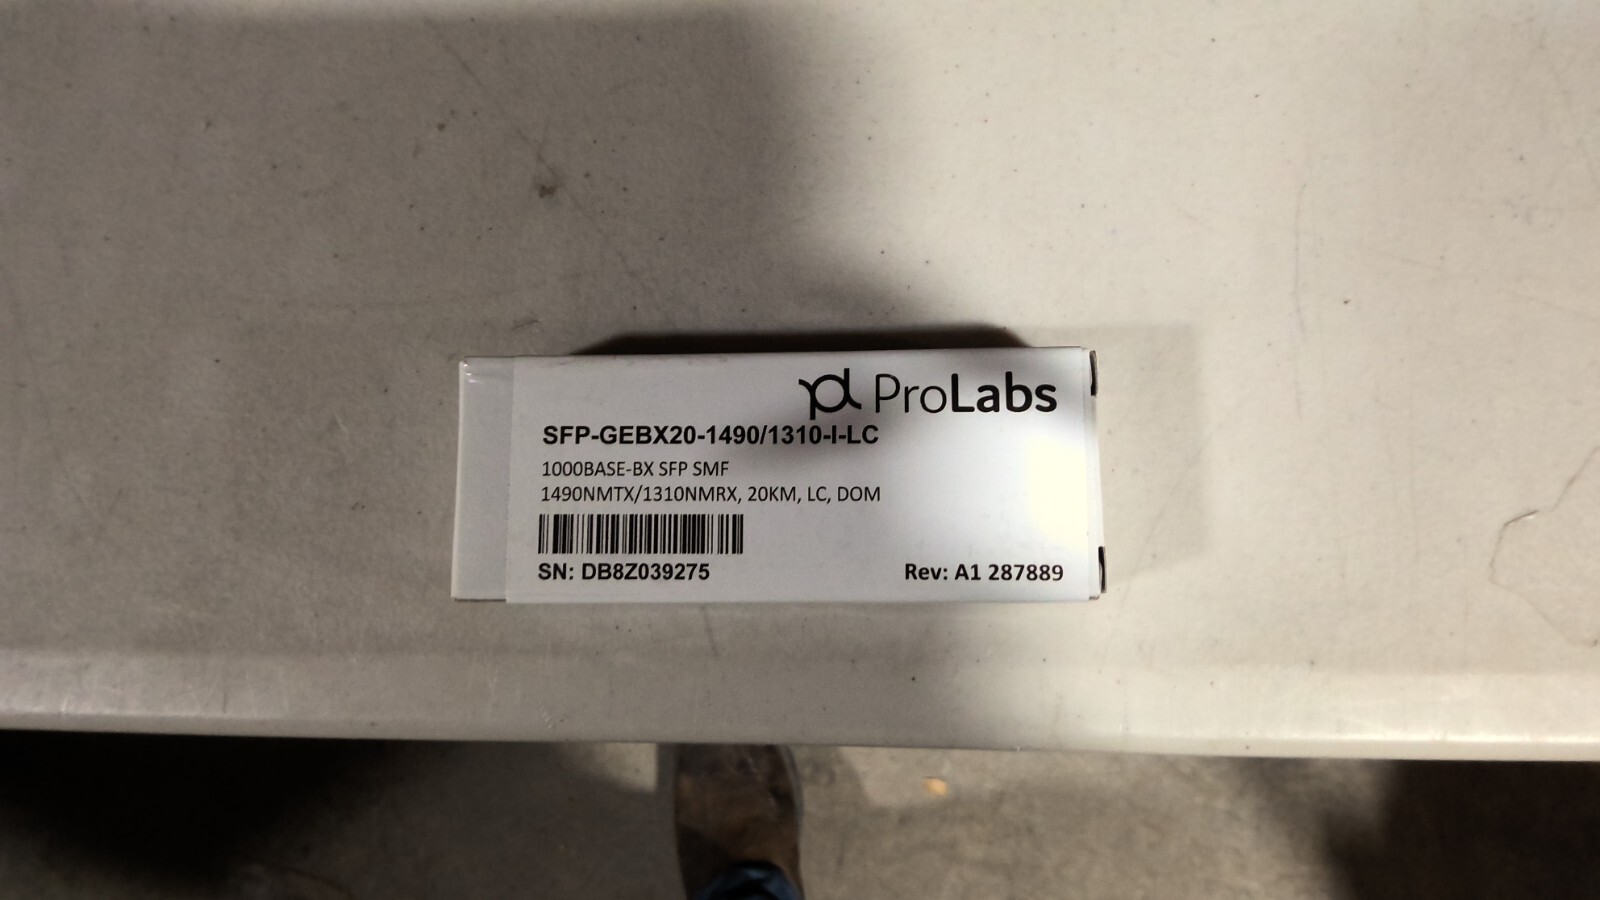 ProLabs
SFP-GEBX20-1490/1310-I-LC
1000BASE-BX SFP SMF
1490NMTX/1310NMRX, 20KM, LC, DOM
SN: DB8Z039275 Rev: A1 287889